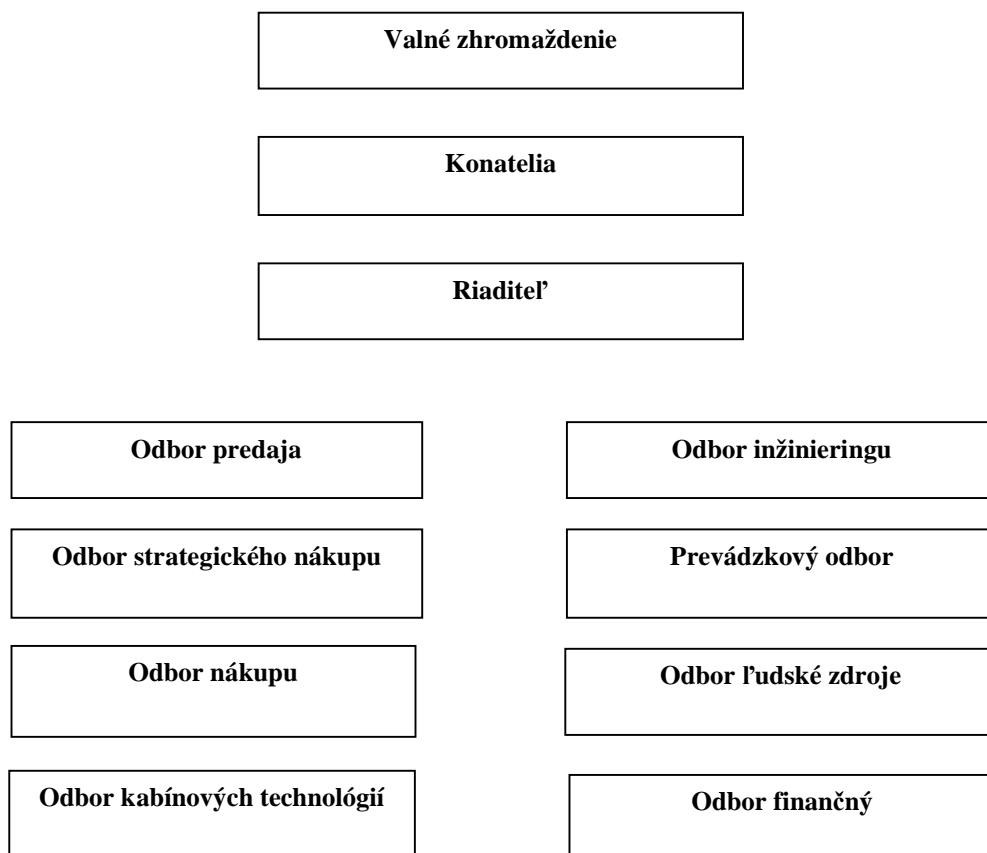 Valné zhromaždenie
Konatelia
Riaditeľ
Odbor predaja
Odbor inžinieringu
Odbor strategického nákupu
Prevádzkový odbor
Odbor nákupu
Odbor ľudské zdroje
Odbor kabínových technológií
Odbor finančný